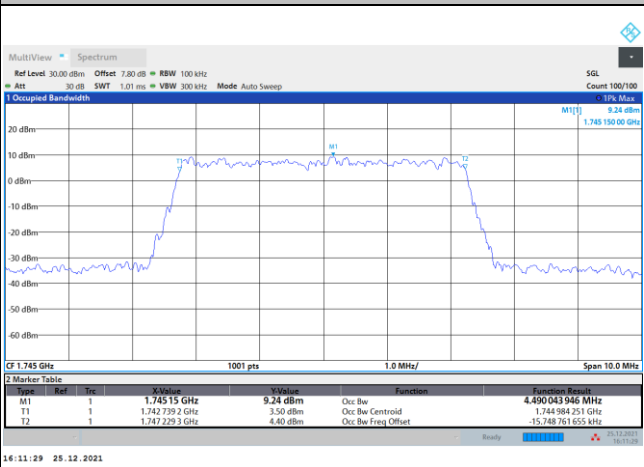 MultiView Spectrum
Ref Level 30.00 dBm Offset 7.80 dB RBW 100 kHz SGL
Att 30 dB SWT 1.01 ms VBW 300 kHz Mode Auto Sweep Count 100/100
1 Occupied Bandwidth 1Pk Max
M1[1] 9.24 dBm
1.745 150 00 GHz
20 dBm
M1
10 dBm
T1 T2
0 dBm
-10 dBm
-20 dBm
-30 dBm
-40 dBm
-50 dBm
-60 dBm
CF 1.745 GHz 1001 pts 1.0 MHz/ Span 10.0 MHz
2 Marker Table
Type Ref Trc X-Value Y-Value Function Function Result
M1 1 1.745 15 GHz 9.24 dBm Occ Bw 4.490 043 946 MHz
T1 1 1.742 739 2 GHz 3.50 dBm Occ Bw Centroid 1.744 984 251 GHz
T2 1 1.747 229 3 GHz 4.40 dBm Occ Bw Freq Offset -15.748 761 655 kHz
Ready 25.12.2021
16:11:29
16:11:29 25.12.2021